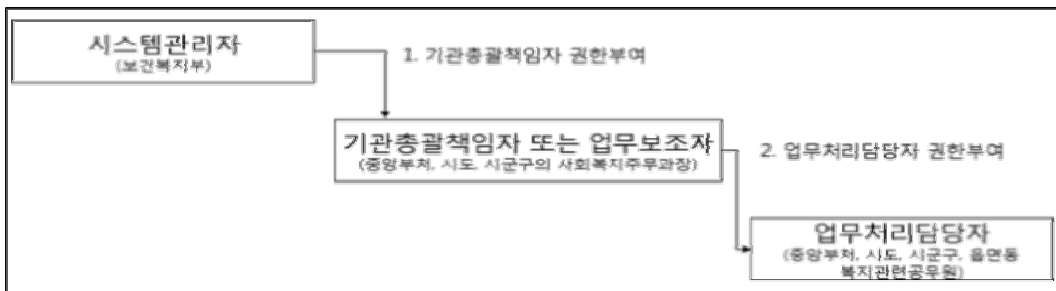 시스템관리자
(보건복지부)
1. 기관총괄책임자 권한부여
기관총괄책임자 또는 업무보조자
(중앙부처, 시도, 시군구의 사회복지주무과장)
2. 업무처리담당자 권한부여
업무처리담당자
(중앙부처, 시도, 시군구, 읍면동
복지관련공무원)